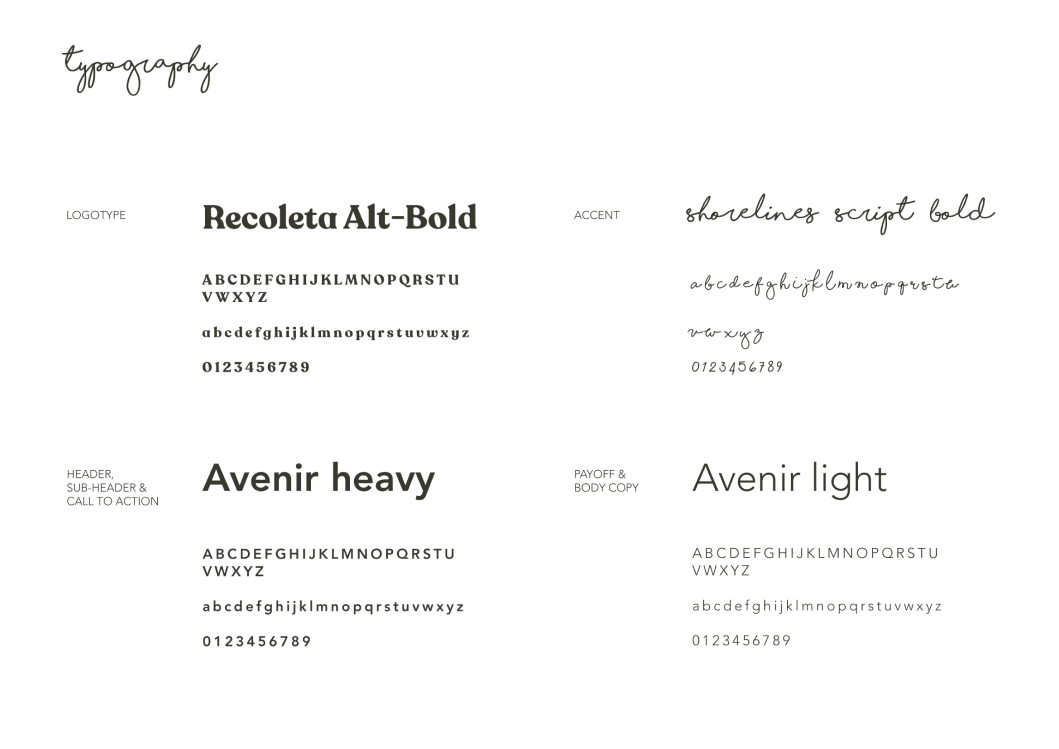 typography
LOGOTYPE
Recoleta Alt-Bold
ABCDEFGHIJKLMNOPQRSTU
VWXYZ
abcdefghijklmnopqrstuvwxyz
0123456789
ACCENT
shorelines script bold
abcdefghijklmnopqrstu
vwxyz
0123456789
HEADER,
SUB-HEADER &
CALL TO ACTION
Avenir heavy
ABCDEFGHIJKLMNOPQRSTU
VWXYZ
abcdefghijklmnopqrstuvwxyz
0123456789
PAYOFF &
BODY COPY
Avenir light
ABCDEFGHIJKLMNOPQRSTU
VWXYZ
abcdefghijklmnopqrstuvwxyz
0123456789